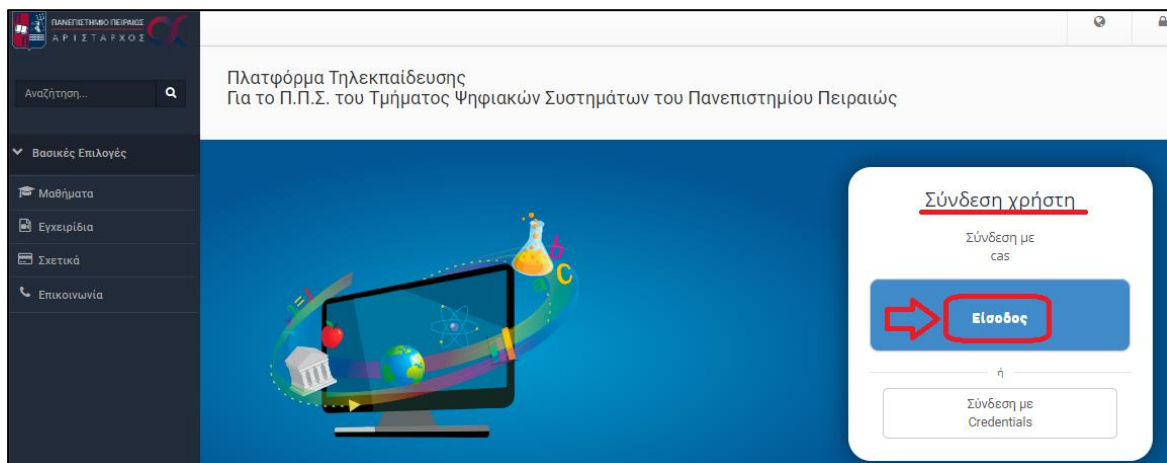 ΠΑΝΕΠΙΣΤΗΜΙΟ ΠΕΙΡΑΙΩΣ
ΑΡΙΣΤΑΡΧΟΣ
Αναζήτηση...
Βασικές Επιλογές
Μαθήματα
Εγχειρίδια
Σχετικά
Επικοινωνία
Πλατφόρμα Τηλεκπαίδευσης
Για το Π.Π.Σ. του Τμήματος Ψηφιακών Συστημάτων του Πανεπιστημίου Πειραιώς
Σύνδεση χρήστη
Σύνδεση με
cas
Είσοδος
ή
Σύνδεση με
Credentials